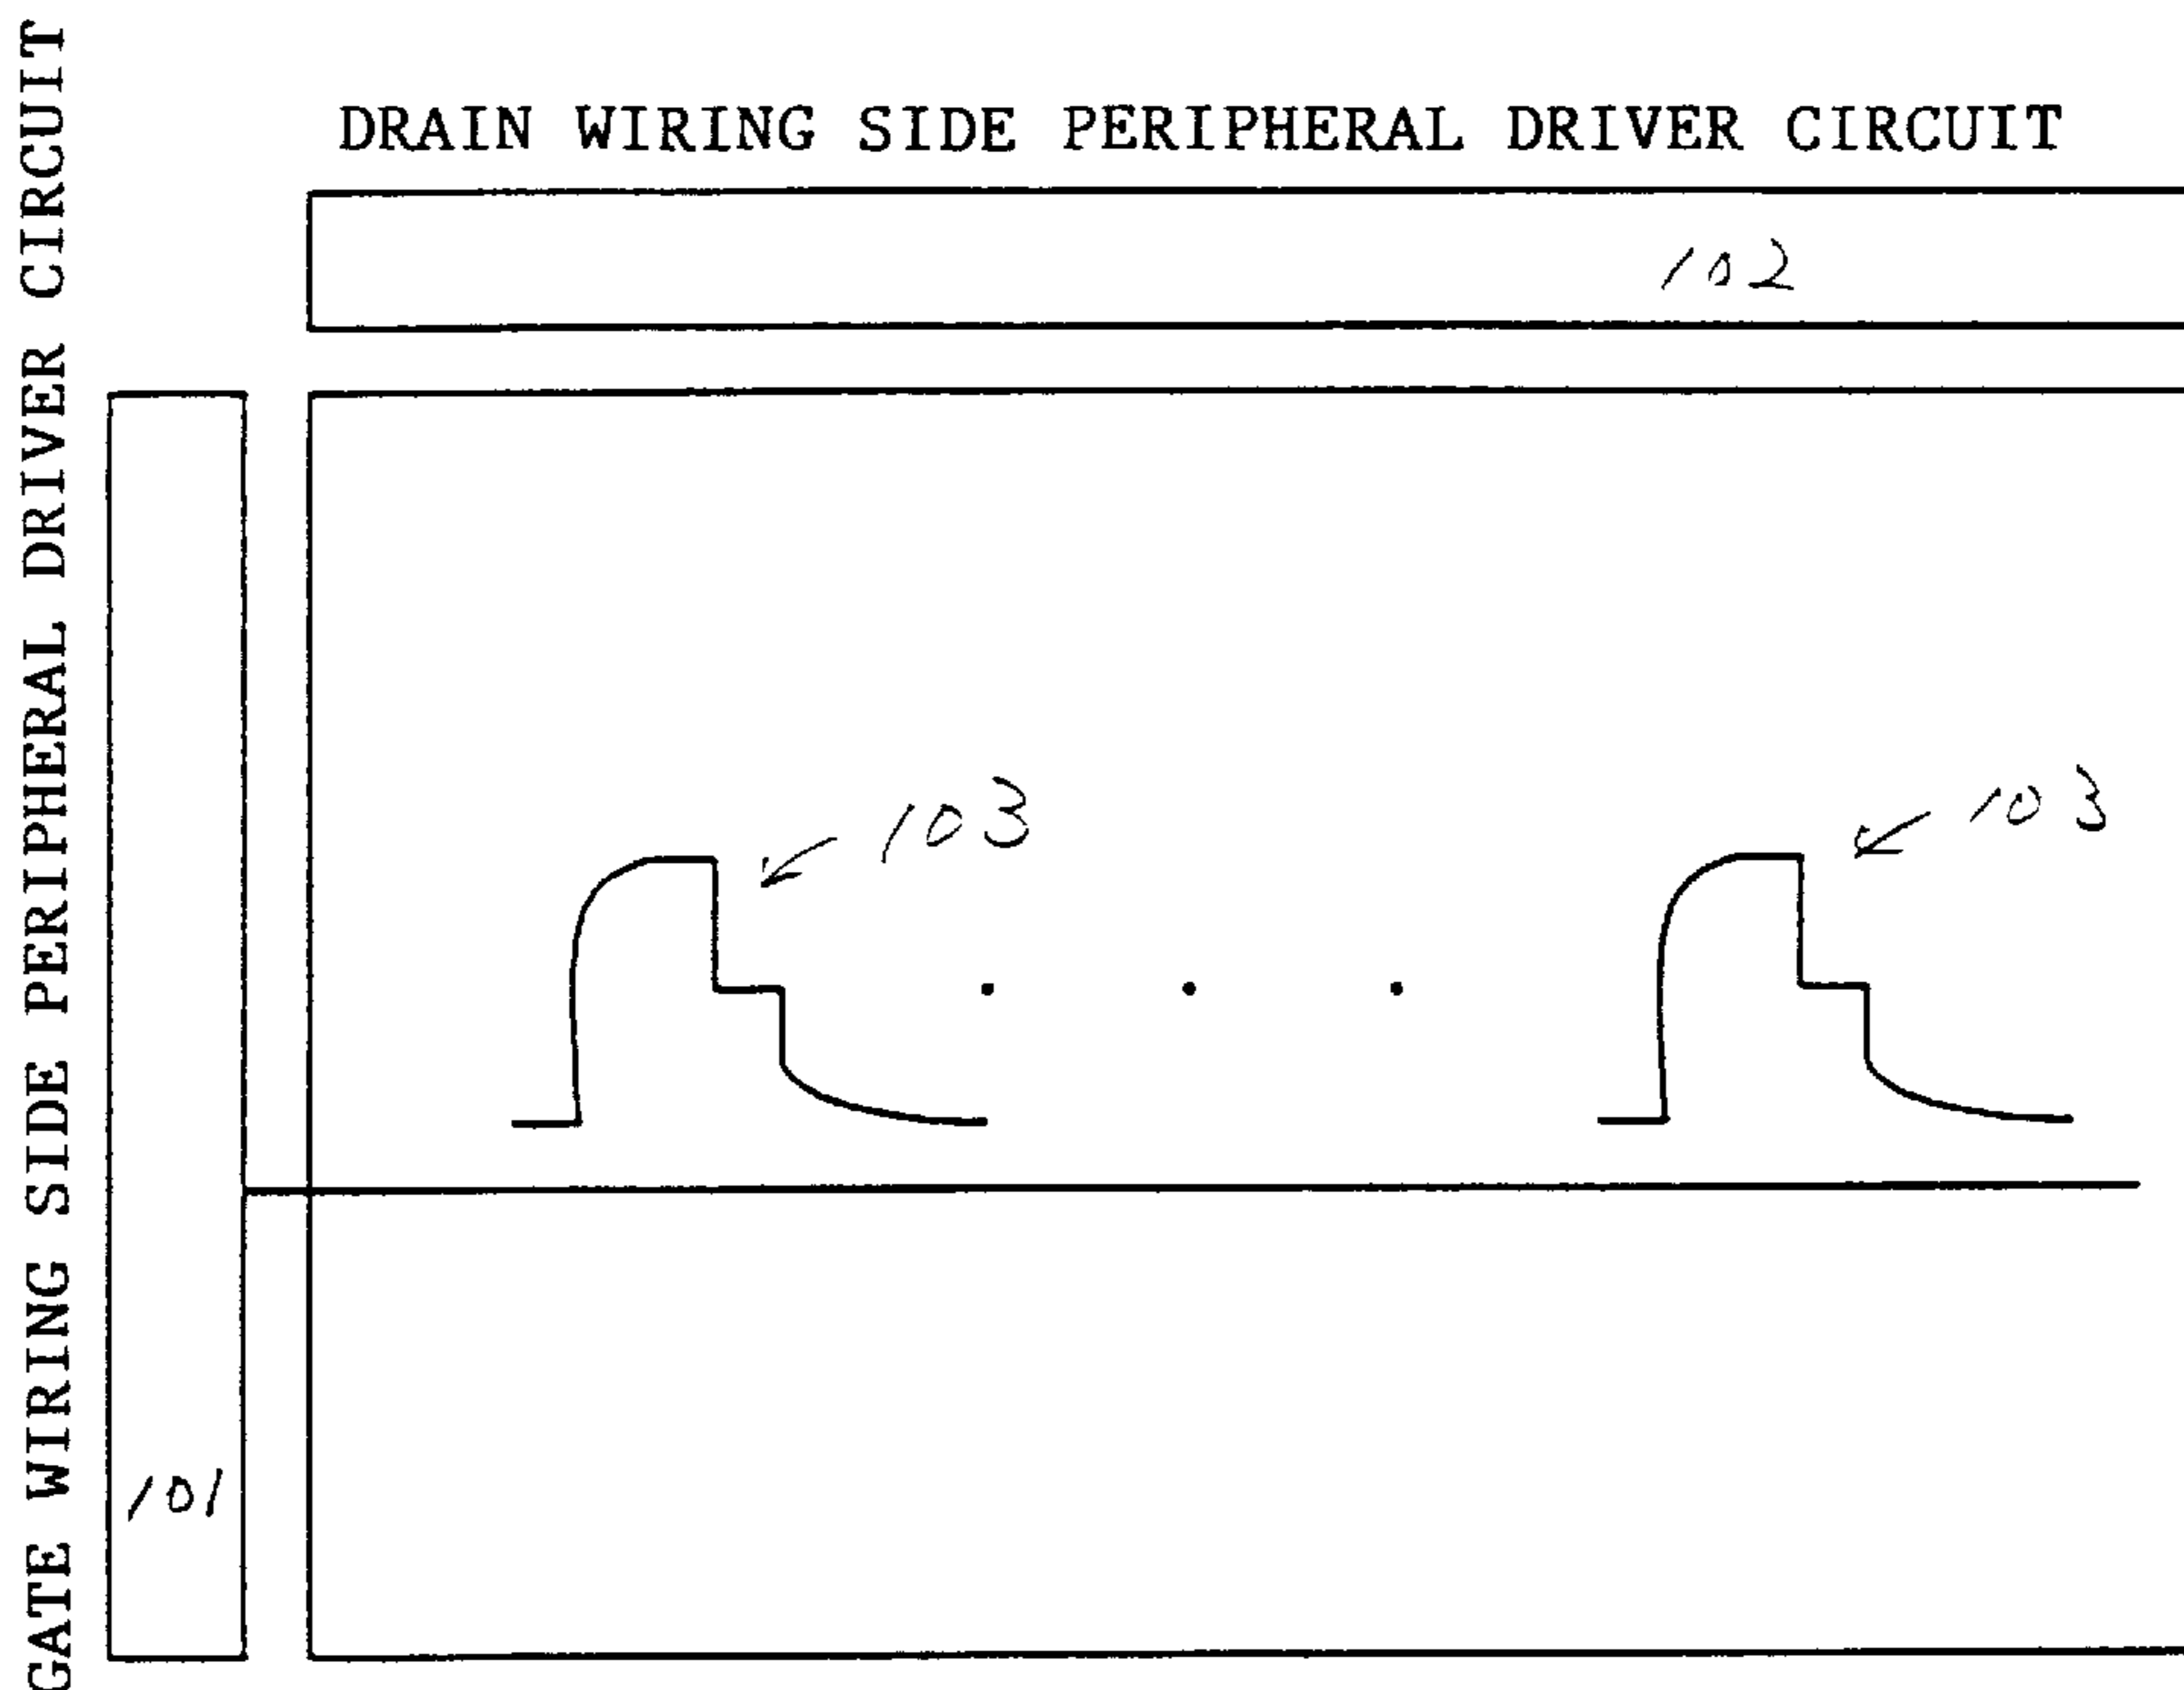 GATE WIRING SIDE PERIPHERAL DRIVER CIRCUIT
DRAIN WIRING SIDE PERIPHERAL DRIVER CIRCUIT
102
103
103
101